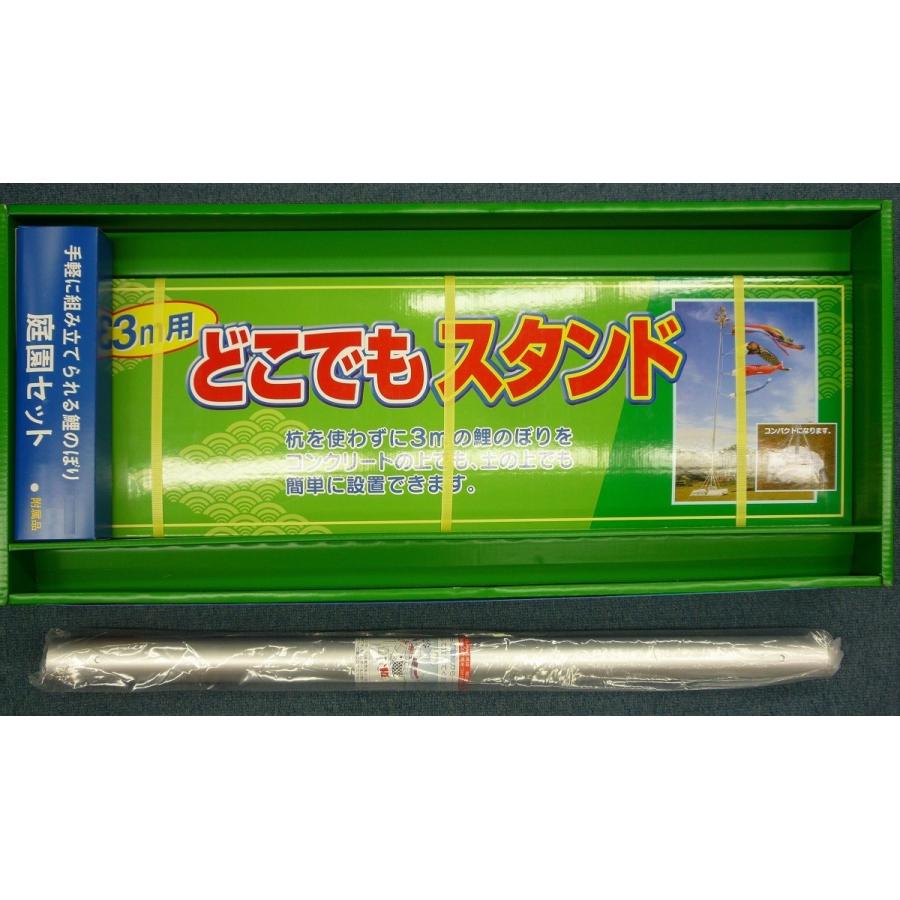 手軽に組み立てられる鯉のぼり
庭園セット
● 附属品
3m用
どこでもスタンド
杭を使わずに3mの鯉のぼりを
コンクリートの上でも、土の上でも
簡単に設置できます。
コンパクトになります。